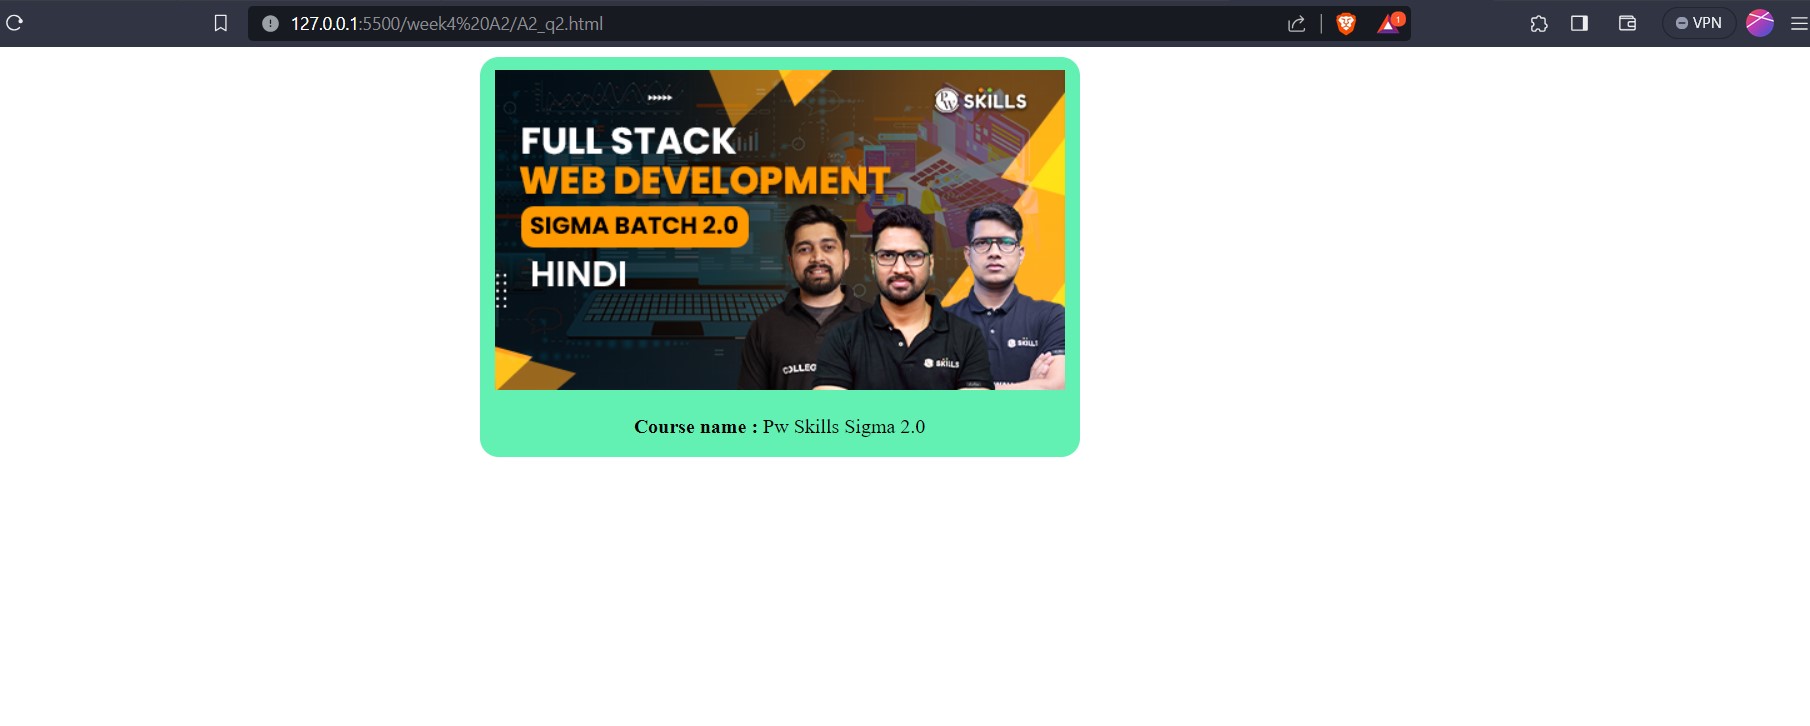 127.0.0.1:5500/week4%20A2/A2_q2.html
1
VPN
PW SKILLS
FULL STACK
WEB DEVELOPMENT
SIGMA BATCH 2.0
HINDI
COLLEG
SKILLS
SKILLS
Course name : Pw Skills Sigma 2.0